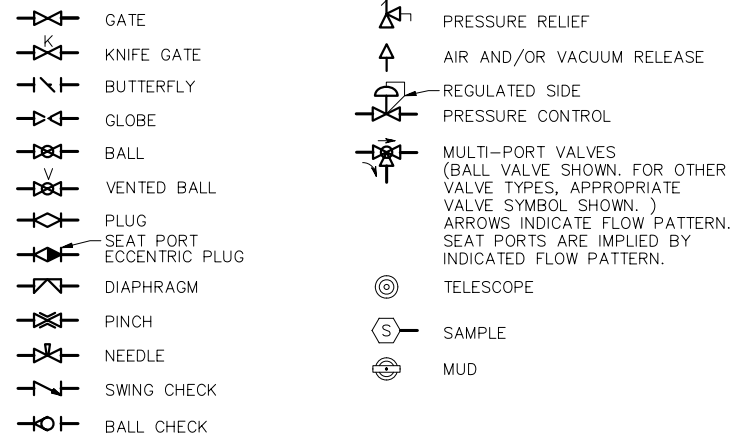 GATE
K
KNIFE GATE
BUTTERFLY
GLOBE
BALL
V
VENTED BALL
PLUG
SEAT PORT
ECCENTRIC PLUG
DIAPHRAGM
PINCH
NEEDLE
SWING CHECK
BALL CHECK
PRESSURE RELIEF
AIR AND/OR VACUUM RELEASE
REGULATED SIDE
PRESSURE CONTROL
MULTI-PORT VALVES
(BALL VALVE SHOWN. FOR OTHER
VALVE TYPES, APPROPRIATE
VALVE SYMBOL SHOWN. )
ARROWS INDICATE FLOW PATTERN.
SEAT PORTS ARE IMPLIED BY
INDICATED FLOW PATTERN.
TELESCOPE
S
SAMPLE
MUD